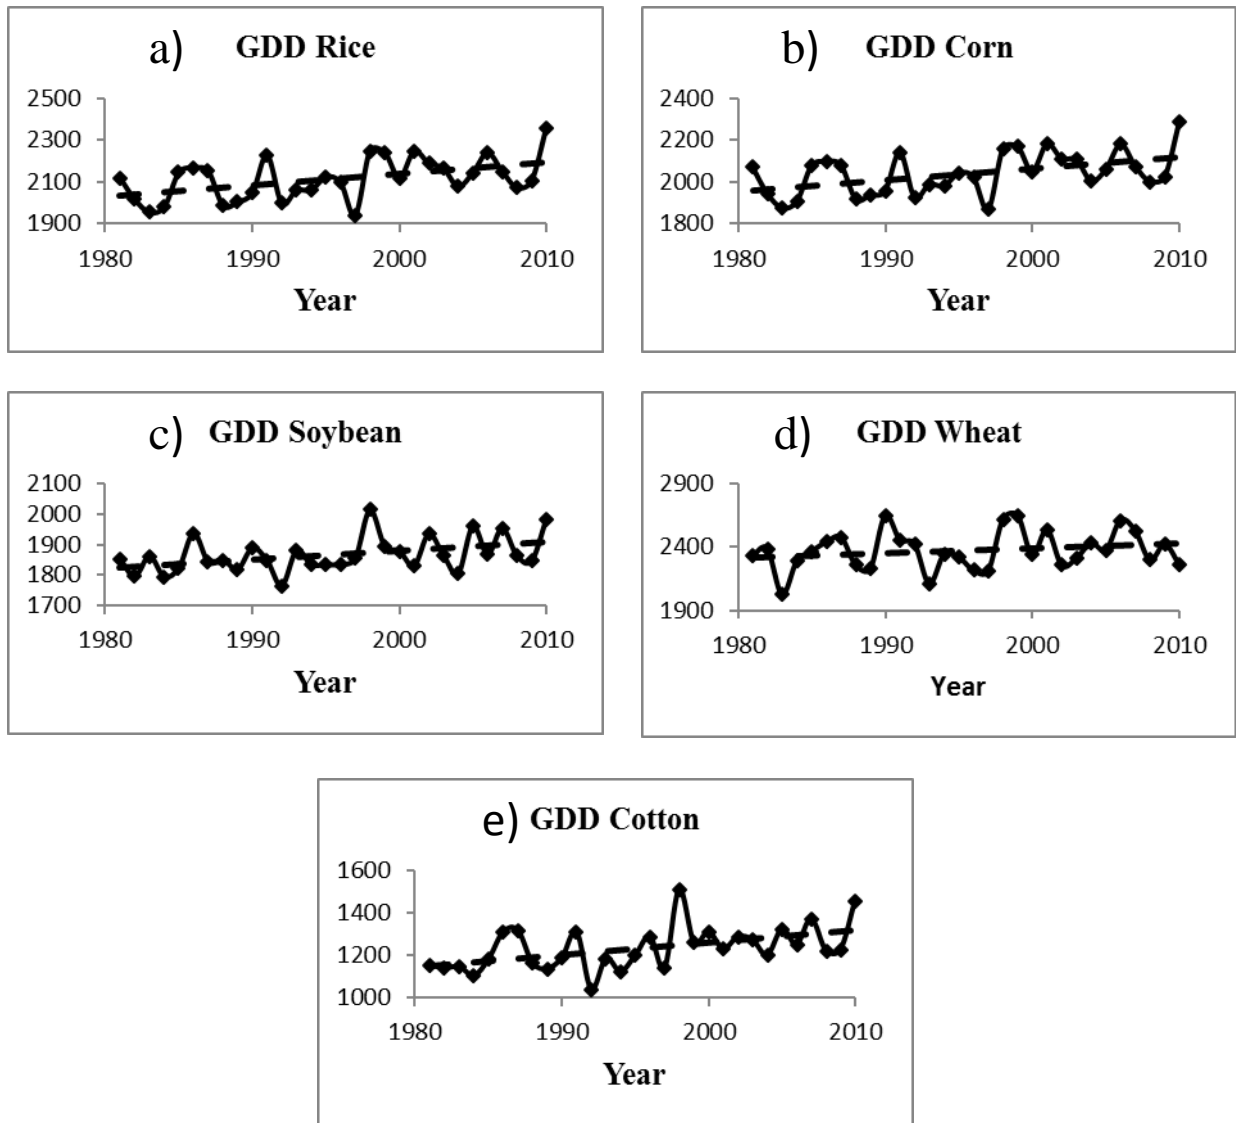 a) GDD Rice
2500
2300
2100
1900
1980 1990 2000 2010
Year
b) GDD Corn
2400
2200
2000
1800
1980 1990 2000 2010
Year
c) GDD Soybean
2100
2000
1900
1800
1700
1980 1990 2000 2010
Year
d) GDD Wheat
2900
2400
1900
1980 1990 2000 2010
Year
e) GDD Cotton
1600
1400
1200
1000
1980 1990 2000 2010
Year